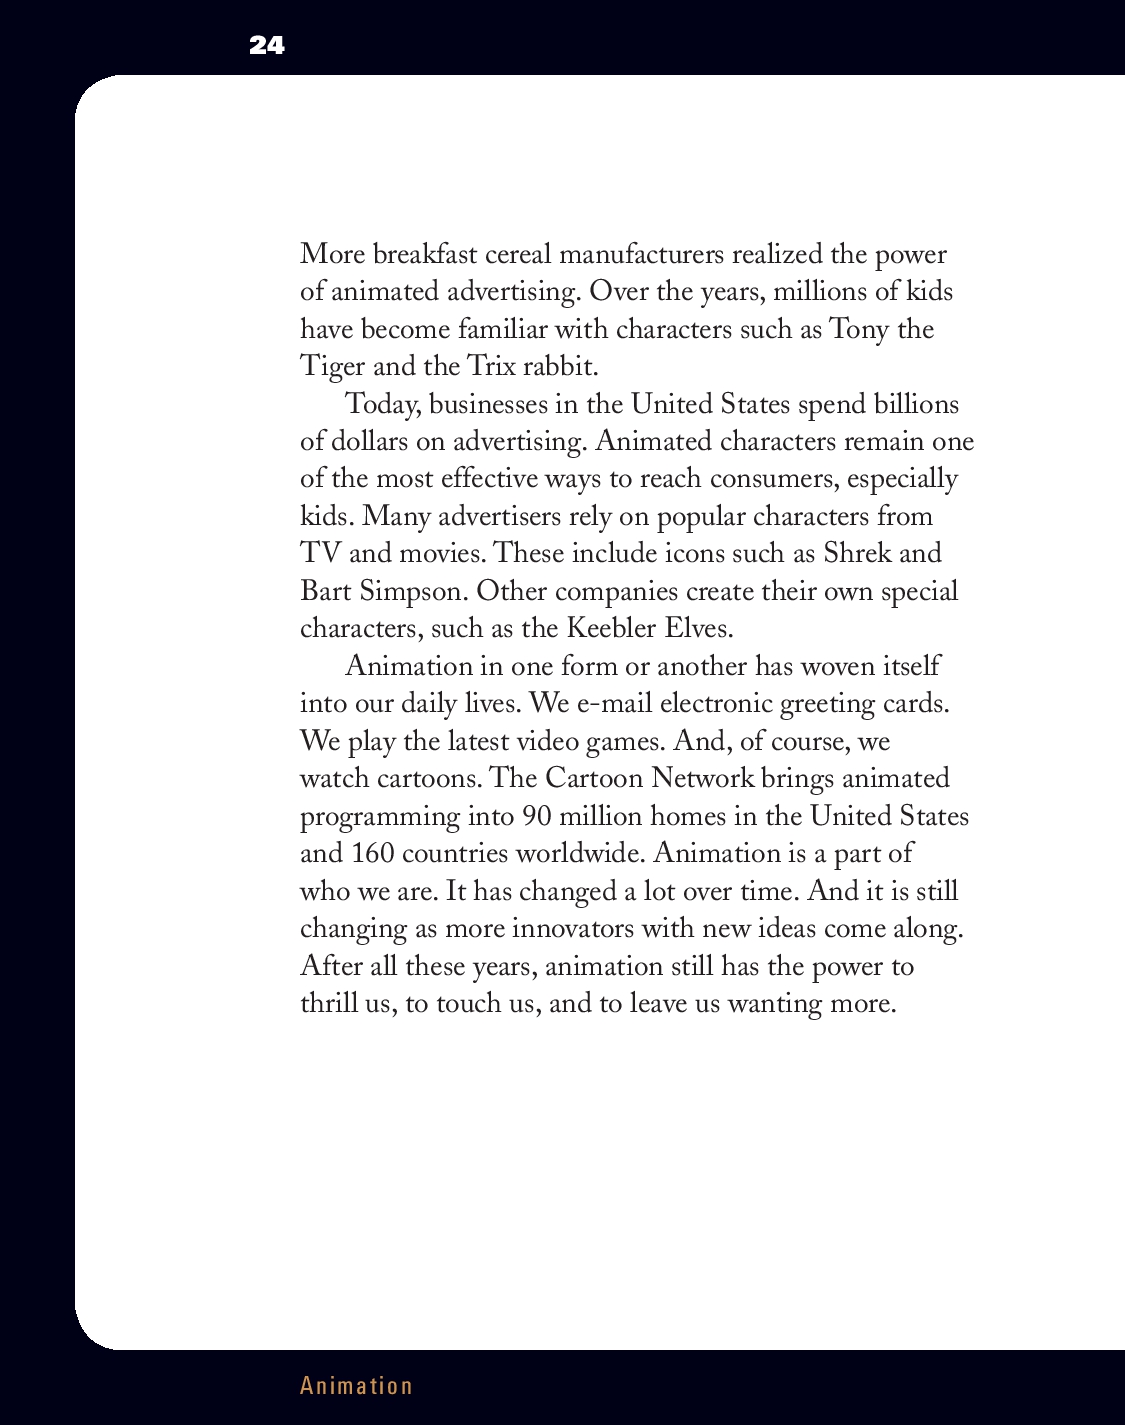 24
More breakfast cereal manufacturers realized the power
of animated advertising. Over the years, millions of kids
have become familiar with characters such as Tony the
Tiger and the Trix rabbit.
Today, businesses in the United States spend billions
of dollars on advertising. Animated characters remain one
of the most effective ways to reach consumers, especially
kids. Many advertisers rely on popular characters from
TV and movies. These include icons such as Shrek and
Bart Simpson. Other companies create their own special
characters, such as the Keebler Elves.
Animation in one form or another has woven itself
into our daily lives. We e-mail electronic greeting cards.
We play the latest video games. And, of course, we
watch cartoons. The Cartoon Network brings animated
programming into 90 million homes in the United States
and 160 countries worldwide. Animation is a part of
who we are. It has changed a lot over time. And it is still
changing as more innovators with new ideas come along.
After all these years, animation still has the power to
thrill us, to touch us, and to leave us wanting more.
Animation